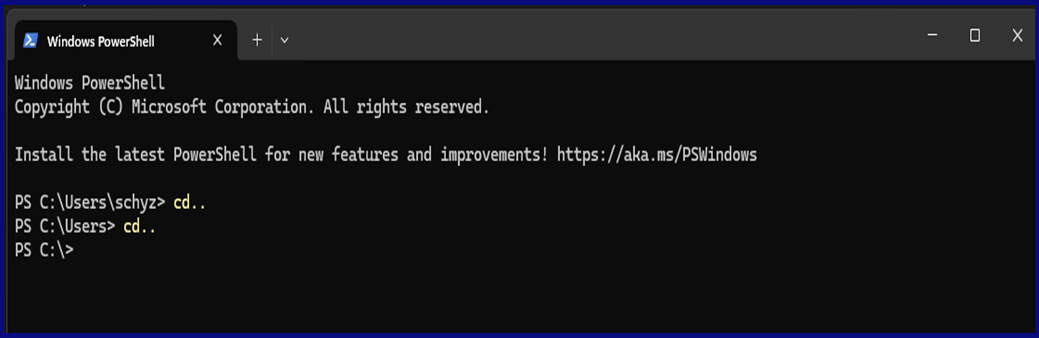 Windows PowerShell
Windows PowerShell
Copyright (C) Microsoft Corporation. All rights reserved.
Install the latest PowerShell for new features and improvements! https://aka.ms/PSWindows
PS C:\Users\schyz> cd..
PS C:\Users> cd..
PS C:\>